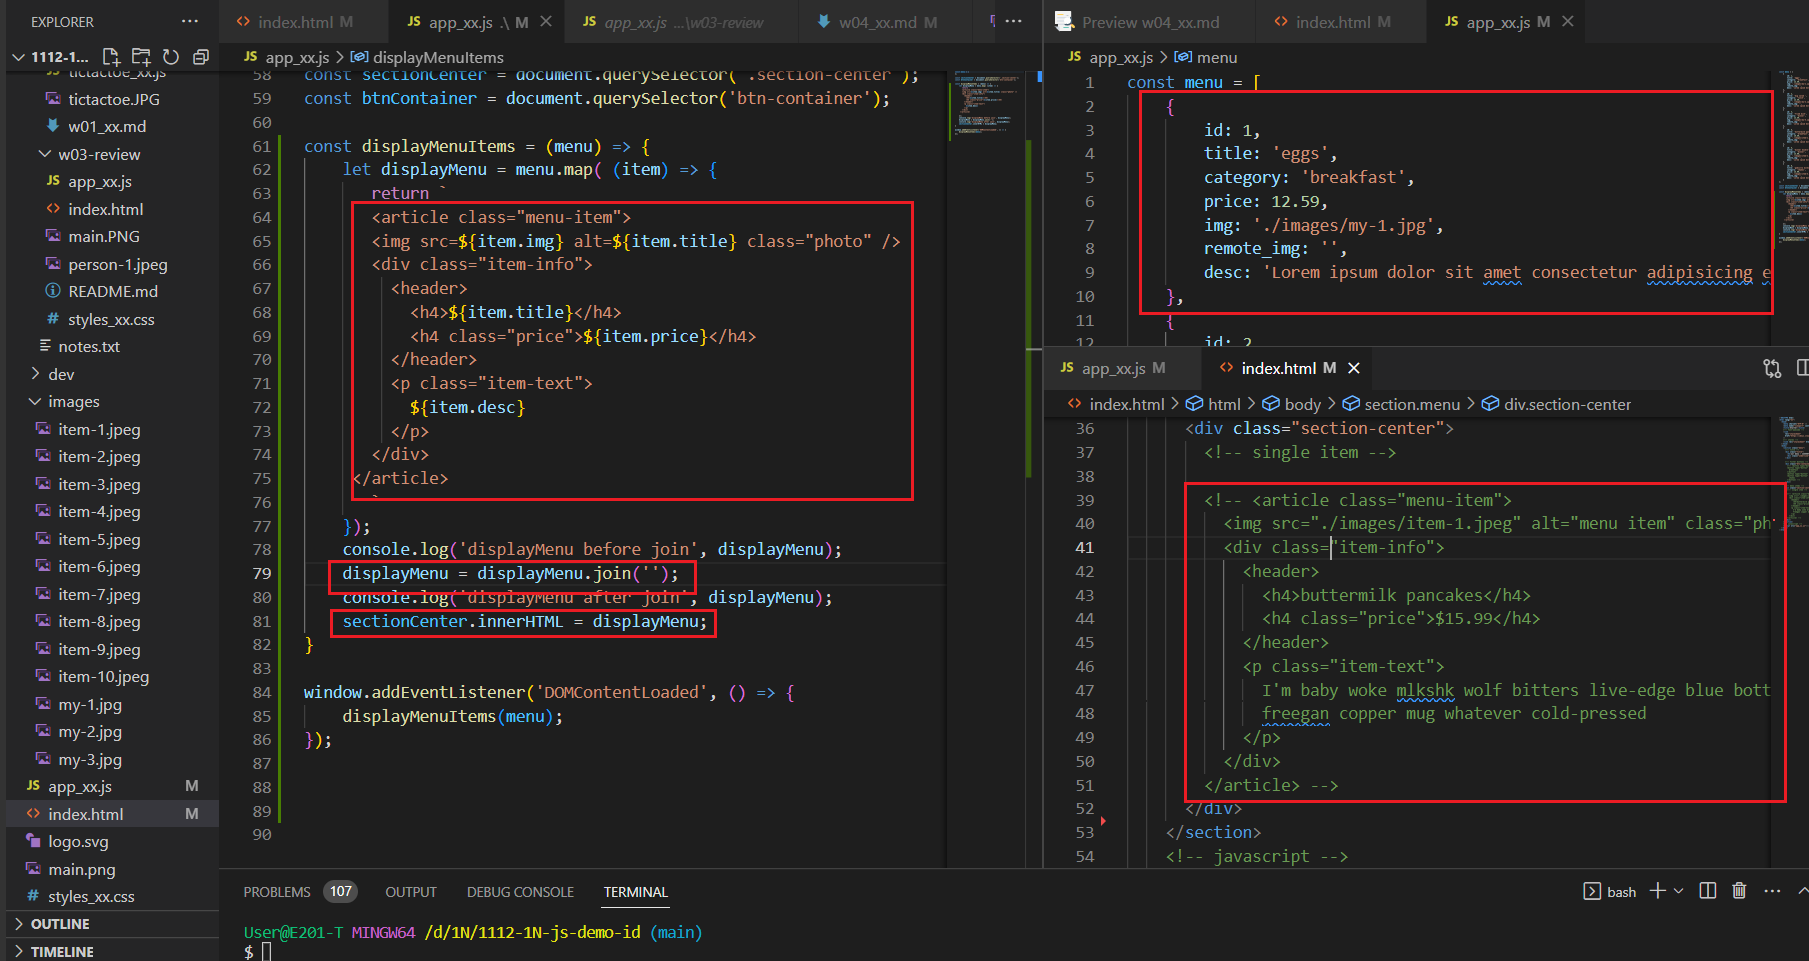 EXPLORER
1112-1...
tictactoe_xx.js
tictactoe.JPG
w01_xx.md
w03-review
JS app_xx.js
<> index.html
main.PNG
person-1.jpeg
README.md
# styles_xx.css
notes.txt
dev
images
item-1.jpeg
item-2.jpeg
item-3.jpeg
item-4.jpeg
item-5.jpeg
item-6.jpeg
item-7.jpeg
item-8.jpeg
item-9.jpeg
item-10.jpeg
my-1.jpg
my-2.jpg
my-3.jpg
JS app_xx.js M
<> index.html M
logo.svg
main.png
# styles_xx.css
OUTLINE
TIMELINE
<> index.html M
JS app_xx.js .\ M
JS app_xx.js ...\w03-review
w04_xx.md M
JS app_xx.js > displayMenuItems
58 const sectionCenter = document.querySelector('.section-center');
59 const btnContainer = document.querySelector('btn-container');
60
61 const displayMenuItems = (menu) => {
62 let displayMenu = menu.map( (item) => {
63 return `
64 <article class="menu-item">
65 <img src=${item.img} alt=${item.title} class="photo" />
66 <div class="item-info">
67 <header>
68 <h4>${item.title}</h4>
69 <h4 class="price">${item.price}</h4>
70 </header>
71 <p class="item-text">
72 ${item.desc}
73 </p>
74 </div>
75 </article>
76 `
77 });
78 console.log('displayMenu before join', displayMenu);
79 displayMenu = displayMenu.join('');
80 console.log('displayMenu after join', displayMenu);
81 sectionCenter.innerHTML = displayMenu;
82 }
83
84 window.addEventListener('DOMContentLoaded', () => {
85 displayMenuItems(menu);
86 });
87
88
89
90
Preview w04_xx.md
<> index.html M
JS app_xx.js M
JS app_xx.js > menu
1 const menu = [
2 {
3 id: 1,
4 title: 'eggs',
5 category: 'breakfast',
6 price: 12.59,
7 img: './images/my-1.jpg',
8 remote_img: '',
9 desc: 'Lorem ipsum dolor sit amet consectetur adipisicing e
10 },
11 {
12 id: 2
JS app_xx.js M
<> index.html M
<> index.html > html > body > section.menu > div.section-center
36 <div class="section-center">
37 <!-- single item -->
38
39 <!-- <article class="menu-item">
40 <img src="./images/item-1.jpeg" alt="menu item" class="ph
41 <div class="item-info">
42 <header>
43 <h4>buttermilk pancakes</h4>
44 <h4 class="price">$15.99</h4>
45 </header>
46 <p class="item-text">
47 I'm baby woke mlkshk wolf bitters live-edge blue bott
48 freegan copper mug whatever cold-pressed
49 </p>
50 </div>
51 </article> -->
52 </div>
53 </section>
54 <!-- javascript -->
PROBLEMS 107 OUTPUT DEBUG CONSOLE TERMINAL
bash
User@E201-T MINGW64 /d/1N/1112-1N-js-demo-id (main)
$